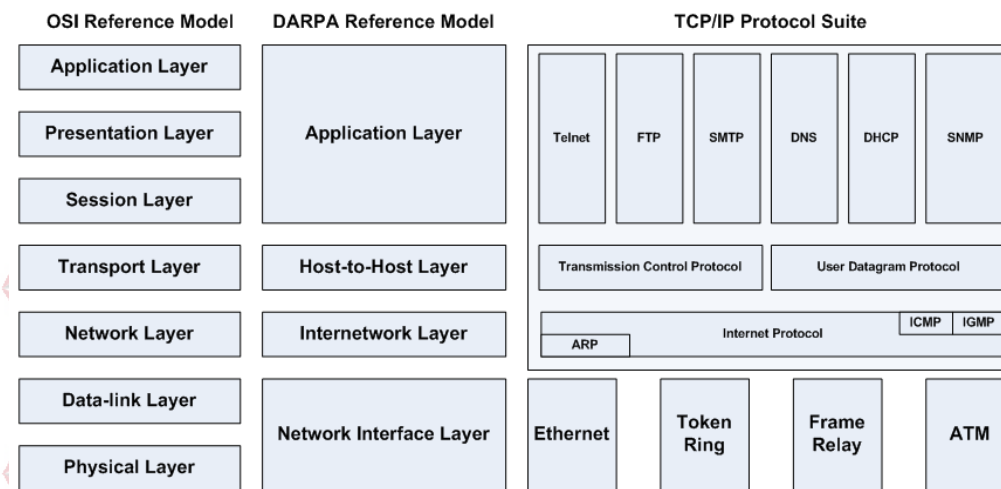 OSI Reference Model
DARPA Reference Model
TCP/IP Protocol Suite
Application Layer
Presentation Layer
Session Layer
Transport Layer
Network Layer
Data-link Layer
Physical Layer
Application Layer
Host-to-Host Layer
Internetwork Layer
Network Interface Layer
Telnet
FTP
SMTP
DNS
DHCP
SNMP
Transmission Control Protocol
User Datagram Protocol
Internet Protocol
ICMP
IGMP
ARP
Ethernet
Token
Ring
Frame
Relay
ATM